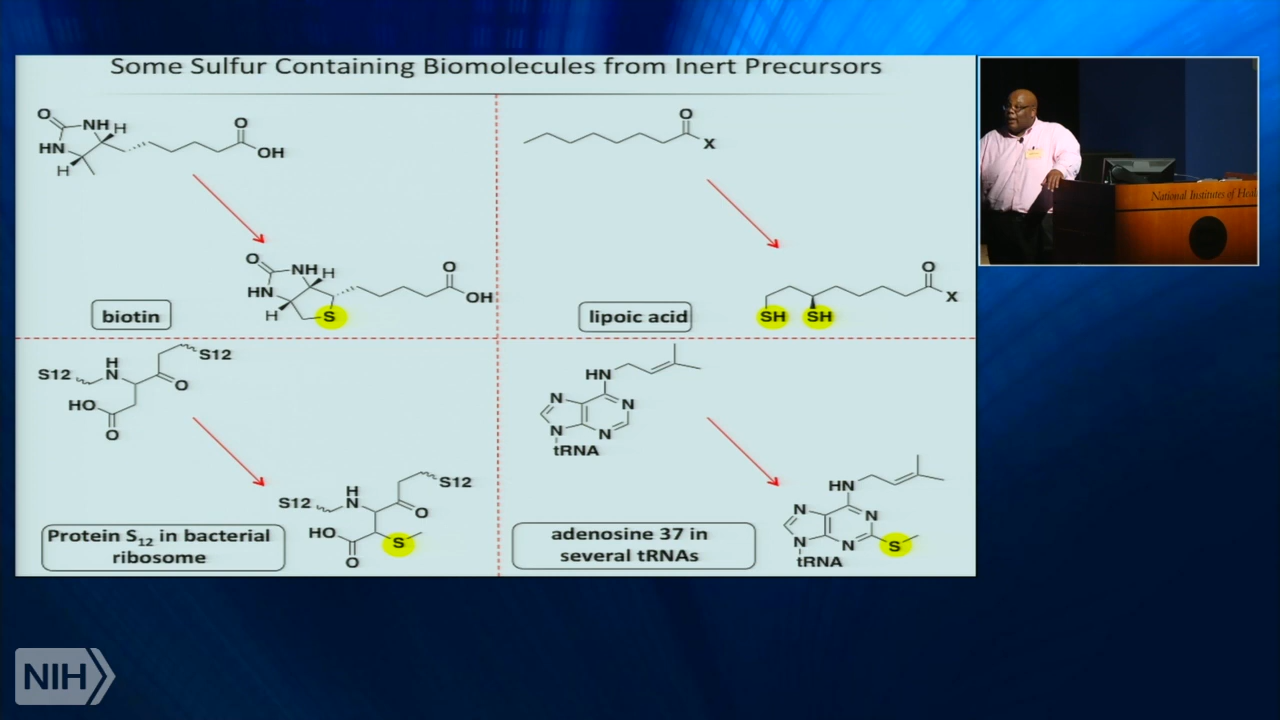 Some Sulfur Containing Biomolecules from Inert Precursors
O
NH
H
HN
H
O
OH
O
NH
H
HN
H
S
O
OH
biotin
O
X
O
X
SH
SH
lipoic acid
S12
H
N
S12
O
HO
O
S12
H
N
S12
O
HO
O
S
Protein S12 in bacterial
ribosome
HN
N
N
N
N
tRNA
HN
N
N
N
N
S
tRNA
adenosine 37 in
several tRNAs
National Institutes of Heal
NIH